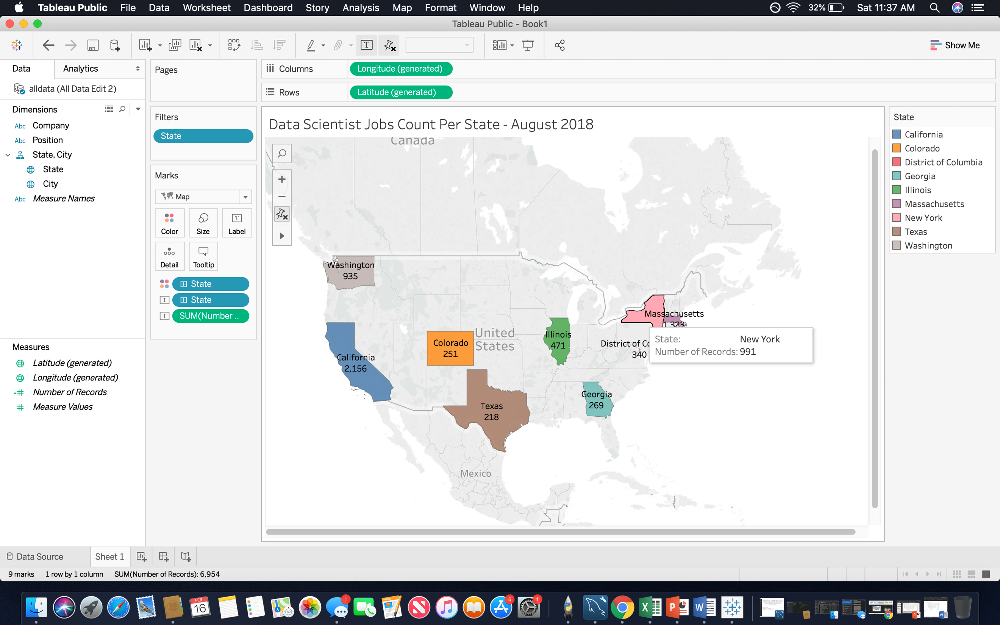 Tableau Public File Data Worksheet Dashboard Story Analysis Map Format Window Help 32% Sat 11:37 AM
Tableau Public - Book1
Show Me
Data Analytics
alldata (All Data Edit 2)
Dimensions
Abc Company
Abc Position
State, City
State
City
Abc Measure Names
Measures
Latitude (generated)
Longitude (generated)
Number of Records
Measure Values
Pages
Filters
State
Marks
Map
Color Size Label
Detail Tooltip
State
State
SUM(Number ..
Columns Longitude (generated)
Rows Latitude (generated)
Data Scientist Jobs Count Per State - August 2018
Canada
Washington
935
Massachusetts
1,323
United
States
Colorado
251
Illinois
471
California
2,156
District of Co
340
State: New York
Number of Records: 991
Georgia
269
Texas
218
Mexico
State
California
Colorado
District of Columbia
Georgia
Illinois
Massachusetts
New York
Texas
Washington
Data Source Sheet 1
9 marks 1 row by 1 column SUM(Number of Records): 6,954
FEB
16
1
PAGES
3D
5
1
X
P
W